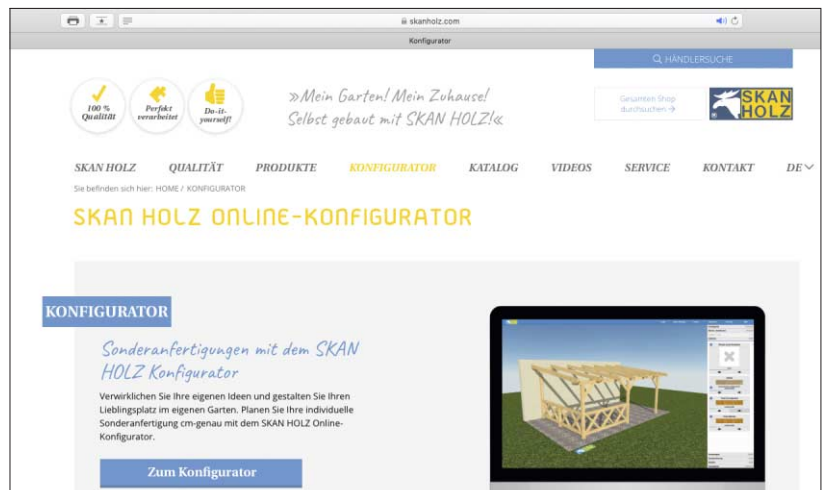 skanholz.com
Konfigurator
HÄNDLERSUCHE
100 %
Qualität
Perfekt
verarbeitet
Do-it-
yourself!
»Mein Garten! Mein Zuhause!
Selbst gebaut mit SKAN HOLZ!«
Gesamten Shop
durchsuchen →
SKAN
HOLZ
SKAN HOLZ QUALITÄT PRODUKTE KONFIGURATOR KATALOG VIDEOS SERVICE KONTAKT DE
Sie befinden sich hier: HOME / KONFIGURATOR
SKAN HOLZ ONLINE-KONFIGURATOR
KONFIGURATOR
Sonderanfertigungen mit dem SKAN
HOLZ Konfigurator
Verwirklichen Sie Ihre eigenen Ideen und gestalten Sie Ihren
Lieblingsplatz im eigenen Garten. Planen Sie Ihre individuelle
Sonderanfertigung cm-genau mit dem SKAN HOLZ Online-
Konfigurator.
Zum Konfigurator